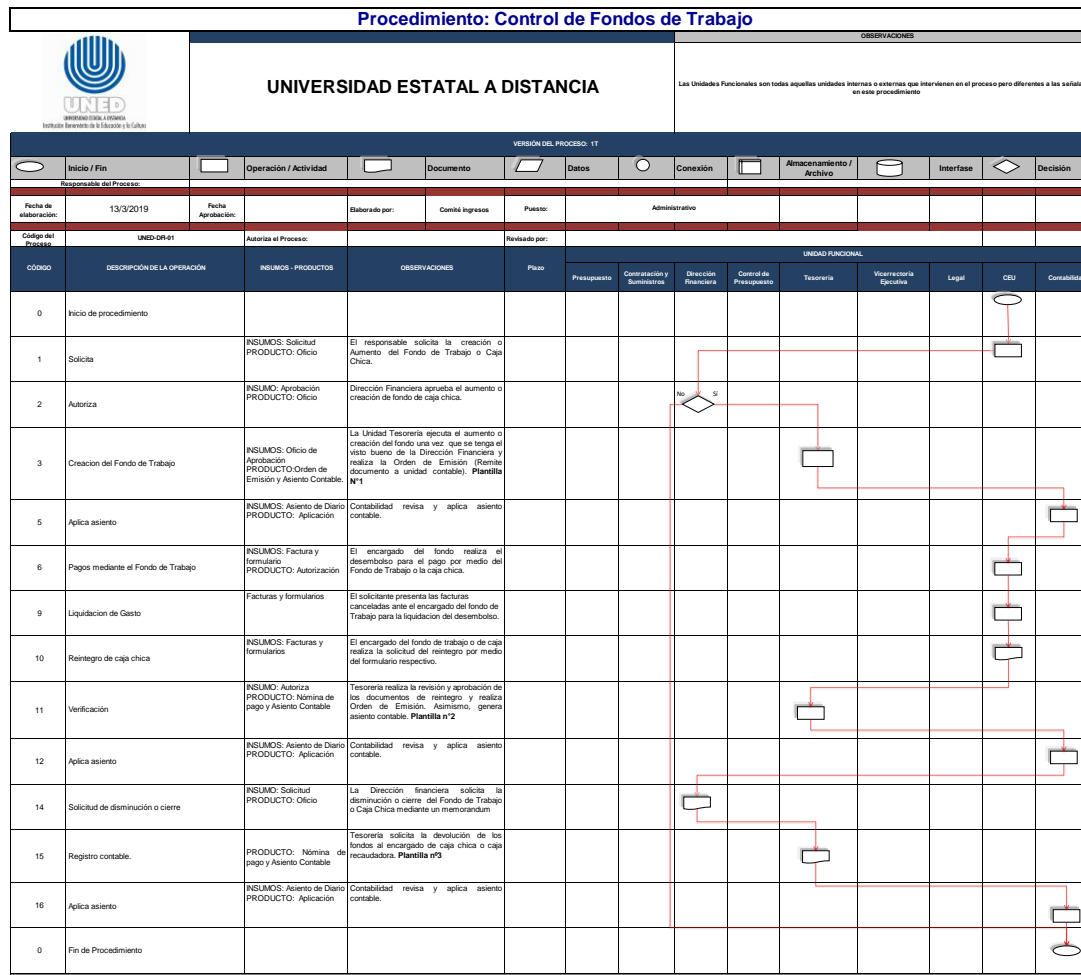 Procedimiento: Control de Fondos de Trabajo
UNED
UNIVERSIDAD ESTATAL A DISTANCIA
Institución Benemérita de la Educación y la Cultura
UNIVERSIDAD ESTATAL A DISTANCIA
OBSERVACIONES
Las Unidades Funcionales son todas aquellas unidades internas o externas que intervienen en el proceso pero diferentes a las señala
en este procedimiento
VERSIÓN DEL PROCESO: 1T
Inicio / Fin
Operación / Actividad
Documento
Datos
Conexión
Almacenamiento /
Archivo
Interfase
Decisión
Responsable del Proceso:
Fecha de
elaboración:
13/3/2019
Fecha
Aprobación:
Elaborado por:
Comité ingresos
Puesto:
Administrativo
Código del
Proceso
UNED-DFI-01
Autoriza el Proceso:
Revisado por:
CÓDIGO
DESCRIPCIÓN DE LA OPERACIÓN
INSUMOS - PRODUCTOS
OBSERVACIONES
Plazo
UNIDAD FUNCIONAL
Presupuesto
Contratación y
Suministros
Dirección
Financiera
Control de
Presupuesto
Tesorería
Vicerrectoría
Ejecutiva
Legal
CEU
Contabilida
0
Inicio de procedimiento
1
Solicita
INSUMOS: Solicitud
PRODUCTO: Oficio
El responsable solicita la creación o
Aumento del Fondo de Trabajo o Caja
Chica.
2
Autoriza
INSUMO: Aprobación
PRODUCTO: Oficio
Dirección Financiera aprueba el aumento o
creación de fondo de caja chica.
No
Sí
3
Creacion del Fondo de Trabajo
INSUMOS: Oficio de
Aprobación
PRODUCTO:Orden de
Emisión y Asiento Contable.
La Unidad Tesorería ejecuta el aumento o
creación del fondo una vez que se tenga el
visto bueno de la Dirección Financiera y
realiza la Orden de Emisión (Remite
documento a unidad contable). Plantilla
N°1
5
Aplica asiento
INSUMOS: Asiento de Diario
PRODUCTO: Aplicación
Contabilidad revisa y aplica asiento
contable.
6
Pagos mediante el Fondo de Trabajo
INSUMOS: Factura y
formulario
PRODUCTO: Autorización
El encargado del fondo realiza el
desembolso para el pago por medio del
Fondo de Trabajo o la caja chica.
9
Liquidacion de Gasto
Facturas y formularios
El solicitante presenta las facturas
canceladas ante el encargado del fondo de
Trabajo para la liquidacion del desembolso.
10
Reintegro de caja chica
INSUMOS: Facturas y
formularios
El encargado del fondo de trabajo o de caja
realiza la solicitud del reintegro por medio
del formulario respectivo.
11
Verificación
INSUMO: Autoriza
PRODUCTO: Nómina de
pago y Asiento Contable
Tesorería realiza la revisión y aprobación de
los documentos de reintegro y realiza
Orden de Emisión. Asimismo, genera
asiento contable. Plantilla n°2
12
Aplica asiento
INSUMOS: Asiento de Diario
PRODUCTO: Aplicación
Contabilidad revisa y aplica asiento
contable.
14
Solicitud de disminución o cierre
INSUMO: Solicitud
PRODUCTO: Oficio
La Dirección financiera solicita la
disminución o cierre del Fondo de Trabajo
o Caja Chica mediante un memorandum
15
Registro contable.
PRODUCTO: Nómina de
pago y Asiento Contable
Tesorería solicita la devolución de los
fondos al encargado de caja chica o caja
recaudadora. Plantilla nº3
16
Aplica asiento
INSUMOS: Asiento de Diario
PRODUCTO: Aplicación
Contabilidad revisa y aplica asiento
contable.
0
Fin de Procedimiento